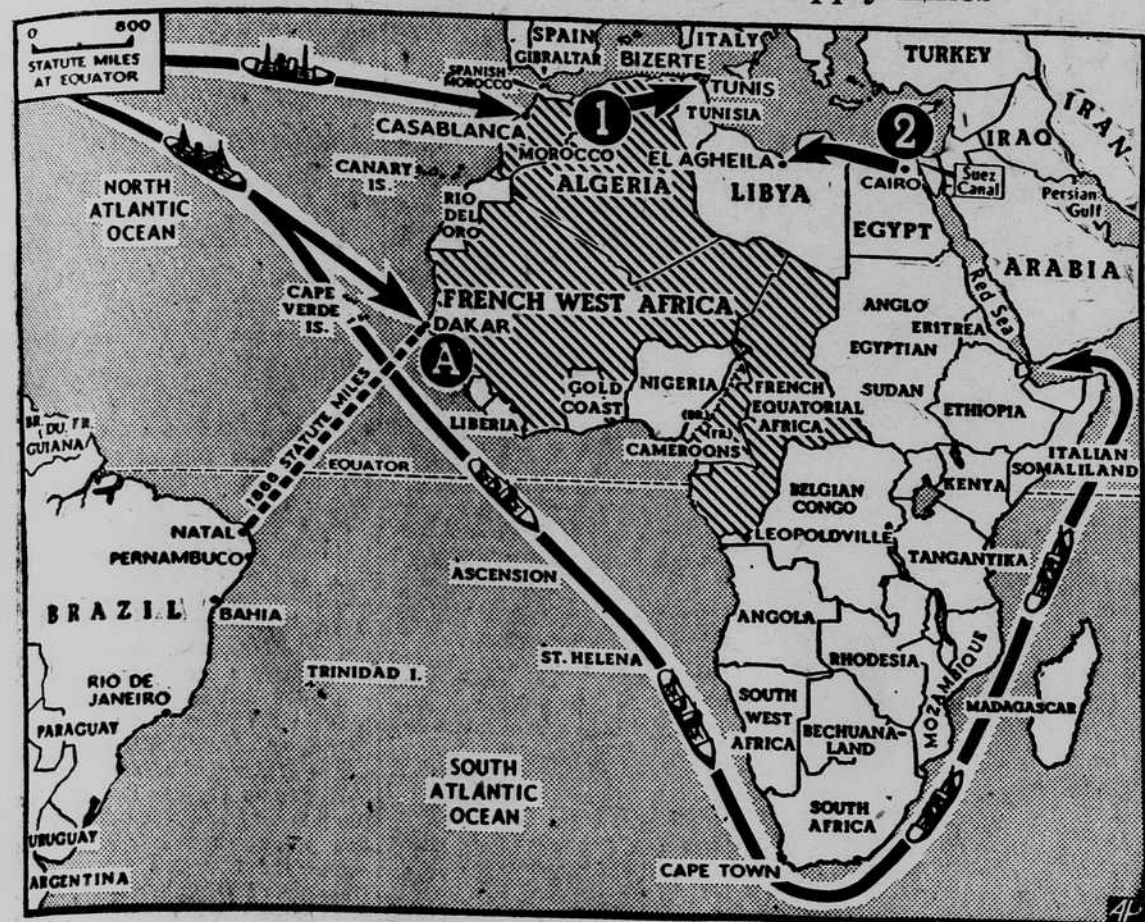 Supply Lines
0 800
STATUTE MILES
AT EQUATOR
SPAIN
GIBRALTAR
SPANISH
MOROCCO
BIZERTE
ITALY
TURKEY
TUNIS
TUNISIA
1
2
CASABLANCA
MOROCCO
ALGERIA
EL AGHEILA
LIBYA
CAIRO
Suez
Canal
IRAQ
IRAN
Persian
Gulf
EGYPT
ARABIA
Red Sea
NORTH
ATLANTIC
OCEAN
CANARY
IS.
RIO
DEL
ORO
CAPE
VERDE
IS.
FRENCH WEST AFRICA
DAKAR
A
ANGLO
EGYPTIAN
SUDAN
ERITREA
ETHIOPIA
LIBERIA
GOLD
COAST
NIGERIA
(BR.)
(FR.)
CAMEROONS
FRENCH
EQUATORIAL
AFRICA
ITALIAN
SOMALILAND
KENYA
BR. DU. FR.
GUIANA
EQUATOR
STATUTE MILES
NATAL
PERNAMBUCO
BAHIA
BRAZIL
RIO DE
JANEIRO
PARAGUAY
URUGUAY
ARGENTINA
ASCENSION
ST. HELENA
TRINIDAD I.
SOUTH
ATLANTIC
OCEAN
BELGIAN
CONGO
LEOPOLDVILLE
TANGANYIKA
ANGOLA
RHODESIA
MOZAMBIQUE
MADAGASCAR
SOUTH
WEST
AFRICA
BECHUANA-
LAND
SOUTH
AFRICA
CAPE TOWN